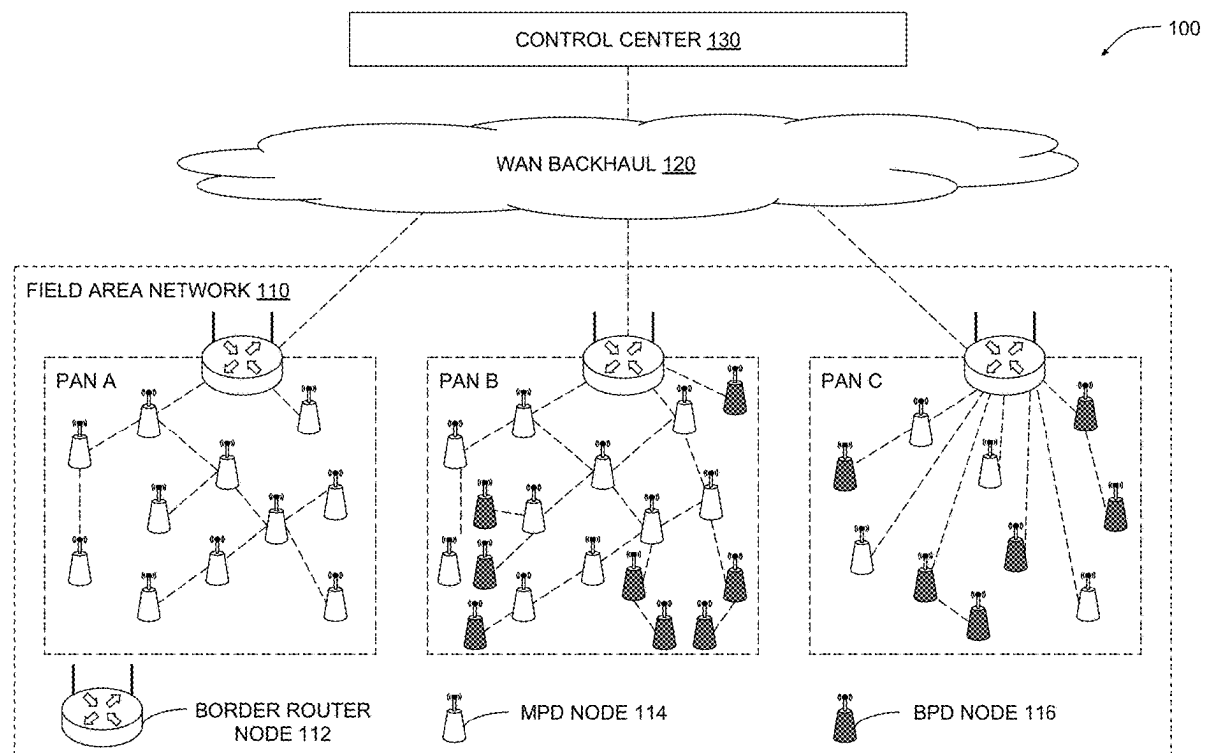 CONTROL CENTER 130
100
WAN BACKHAUL 120
FIELD AREA NETWORK 110
PAN A
PAN B
PAN C
BORDER ROUTER
NODE 112
MPD NODE 114
BPD NODE 116